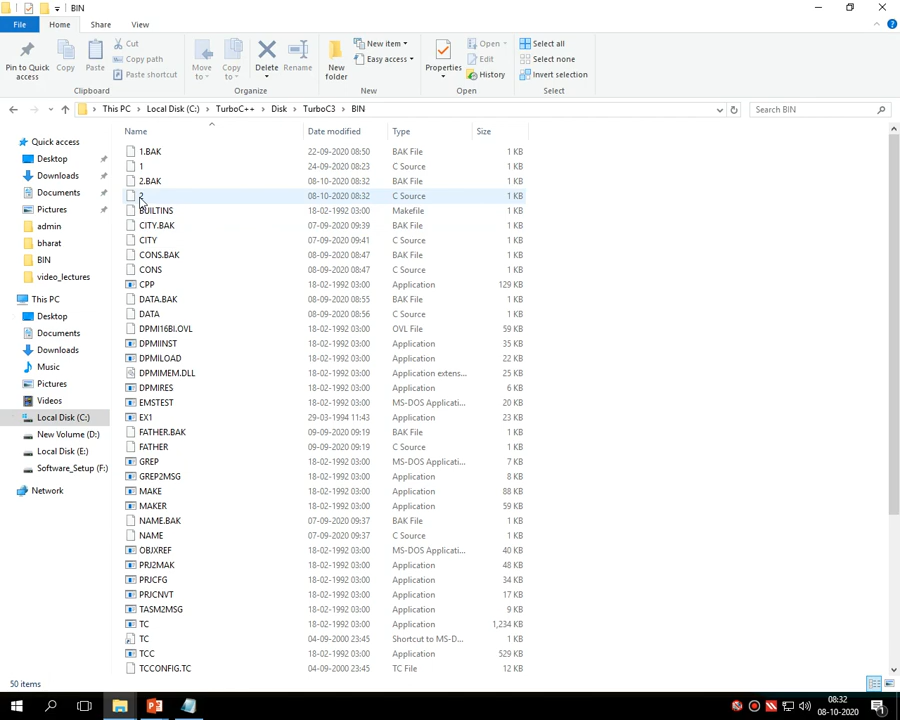 BIN
File Home Share View
Pin to Quick access
Copy
Paste
Cut
Copy path
Paste shortcut
Clipboard
Move to
Copy to
Delete
Rename
Organize
New folder
New item
Easy access
New
Properties
Open
Edit
History
Open
Select all
Select none
Invert selection
Select
This PC > Local Disk (C:) > TurboC++ > Disk > TurboC3 > BIN
Search BIN
Quick access
Desktop
Downloads
Documents
Pictures
admin
bharat
BIN
video_lectures
This PC
Desktop
Documents
Downloads
Music
Pictures
Videos
Local Disk (C:)
New Volume (D:)
Local Disk (E:)
Software_Setup (F:)
Network
Name Date modified Type Size
1.BAK 22-09-2020 08:50 BAK File 1 KB
1 24-09-2020 08:23 C Source 1 KB
2.BAK 08-10-2020 08:32 BAK File 1 KB
2 08-10-2020 08:32 C Source 1 KB
BUILTINS 18-02-1992 03:00 Makefile 1 KB
CITY.BAK 07-09-2020 09:39 BAK File 1 KB
CITY 07-09-2020 09:41 C Source 1 KB
CONS.BAK 08-09-2020 08:47 BAK File 1 KB
CONS 08-09-2020 08:47 C Source 1 KB
CPP 18-02-1992 03:00 Application 129 KB
DATA.BAK 08-09-2020 08:55 BAK File 1 KB
DATA 08-09-2020 08:56 C Source 1 KB
DPMI16BI.OVL 18-02-1992 03:00 OVL File 59 KB
DPMIINST 18-02-1992 03:00 Application 35 KB
DPMILOAD 18-02-1992 03:00 Application 22 KB
DPMIMEM.DLL 18-02-1992 03:00 Application extens... 25 KB
DPMIRES 18-02-1992 03:00 Application 6 KB
EMSTEST 18-02-1992 03:00 MS-DOS Applicati... 20 KB
EX1 29-03-1994 11:43 Application 23 KB
FATHER.BAK 09-09-2020 09:19 BAK File 1 KB
FATHER 09-09-2020 09:19 C Source 1 KB
GREP 18-02-1992 03:00 MS-DOS Applicati... 7 KB
GREP2MSG 18-02-1992 03:00 Application 8 KB
MAKE 18-02-1992 03:00 Application 88 KB
MAKER 18-02-1992 03:00 Application 59 KB
NAME.BAK 07-09-2020 09:37 BAK File 1 KB
NAME 07-09-2020 09:37 C Source 1 KB
OBJXREF 18-02-1992 03:00 MS-DOS Applicati... 40 KB
PRJ2MAK 18-02-1992 03:00 Application 48 KB
PRJCFG 18-02-1992 03:00 Application 34 KB
PRJCNVT 18-02-1992 03:00 Application 17 KB
TASM2MSG 18-02-1992 03:00 Application 9 KB
TC 18-02-1992 03:00 Application 1,234 KB
TC 04-09-2000 23:45 Shortcut to MS-D... 1 KB
TCC 18-02-1992 03:00 Application 529 KB
TCCONFIG.TC 04-09-2000 23:45 TC File 12 KB
50 items
08:32
08-10-2020